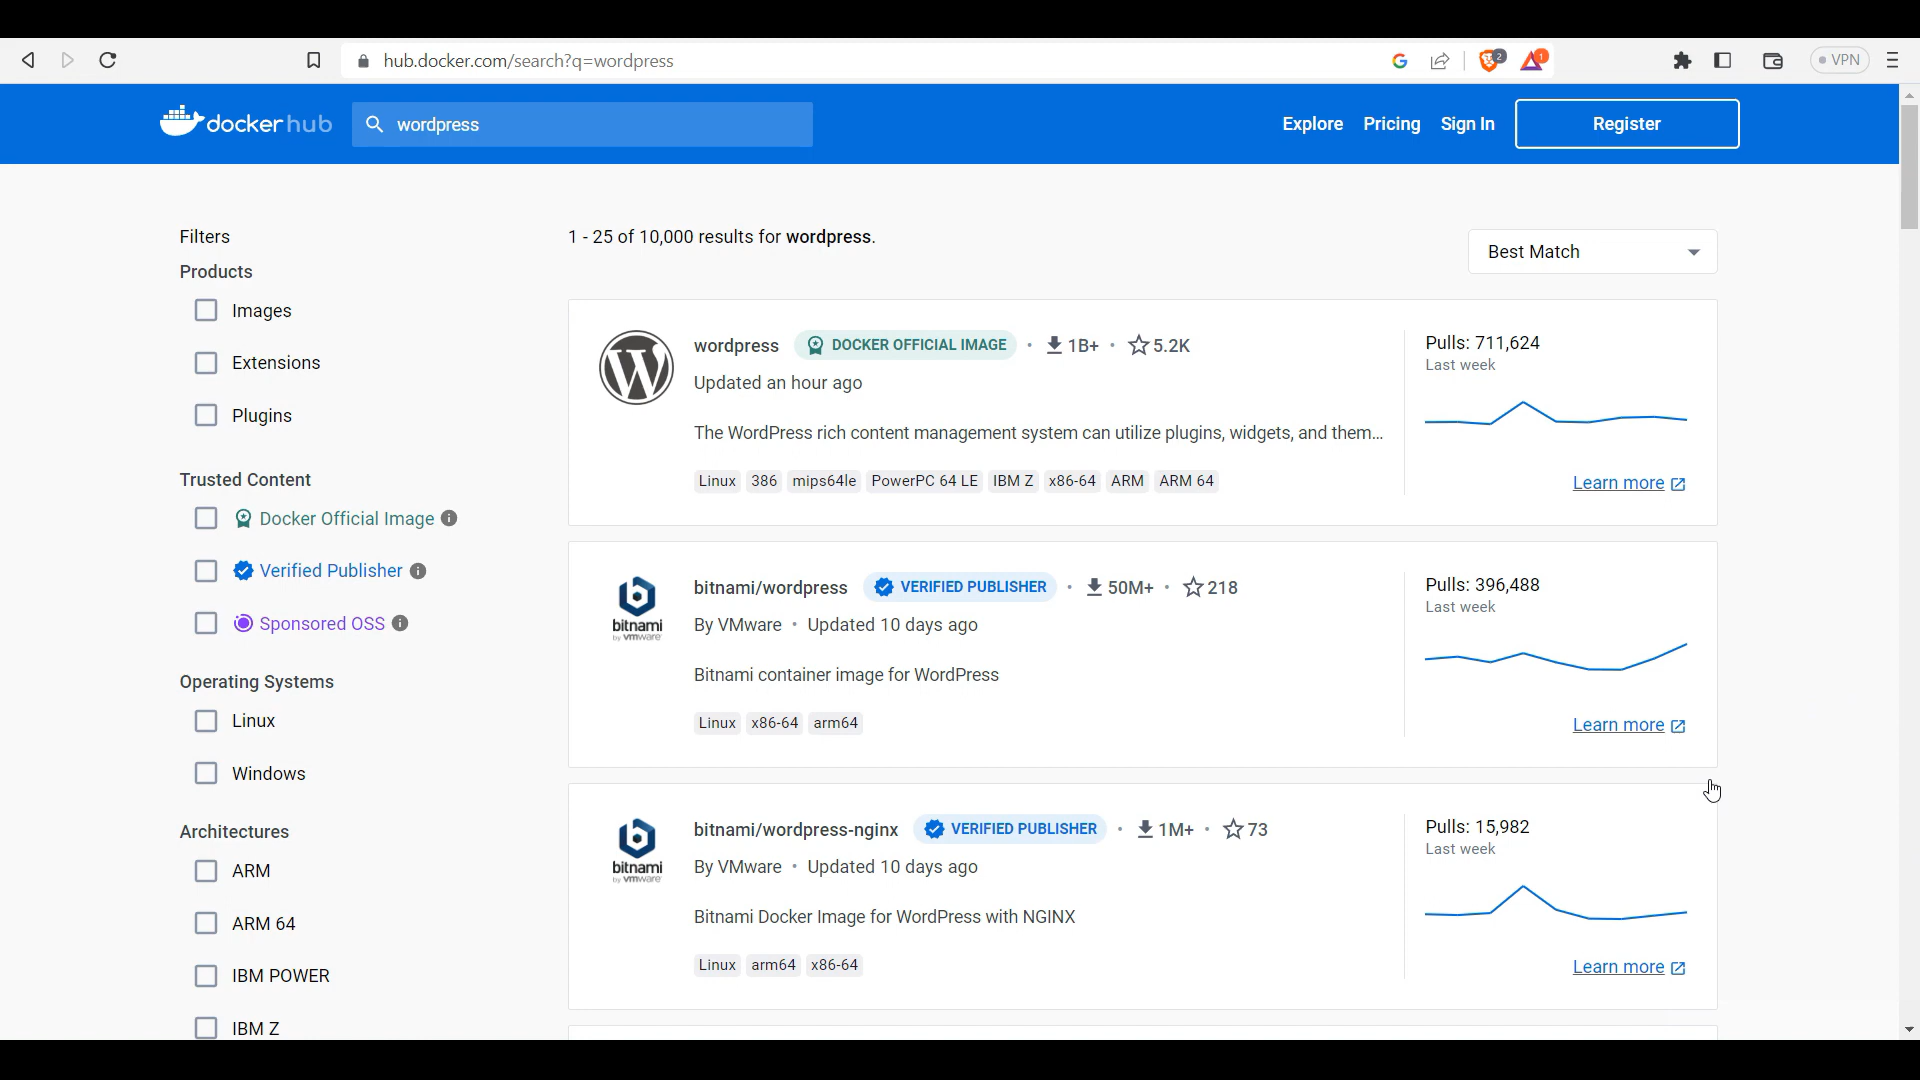 hub.docker.com/search?q=wordpress
2
1
VPN
dockerhub
wordpress
Explore Pricing Sign In Register
Filters
1 - 25 of 10,000 results for wordpress.
Best Match
Products
Images
Extensions
Plugins
Trusted Content
Docker Official Image
Verified Publisher
Sponsored OSS
Operating Systems
Linux
Windows
Architectures
ARM
ARM 64
IBM POWER
IBM Z
wordpress DOCKER OFFICIAL IMAGE • 1B+ • 5.2K
Updated an hour ago
The WordPress rich content management system can utilize plugins, widgets, and them...
Linux 386 mips64le PowerPC 64 LE IBM Z x86-64 ARM ARM 64
Pulls: 711,624
Last week
Learn more
bitnami
by vmware
bitnami/wordpress VERIFIED PUBLISHER • 50M+ • 218
By VMware • Updated 10 days ago
Bitnami container image for WordPress
Linux x86-64 arm64
Pulls: 396,488
Last week
Learn more
bitnami
by vmware
bitnami/wordpress-nginx VERIFIED PUBLISHER • 1M+ • 73
By VMware • Updated 10 days ago
Bitnami Docker Image for WordPress with NGINX
Linux arm64 x86-64
Pulls: 15,982
Last week
Learn more